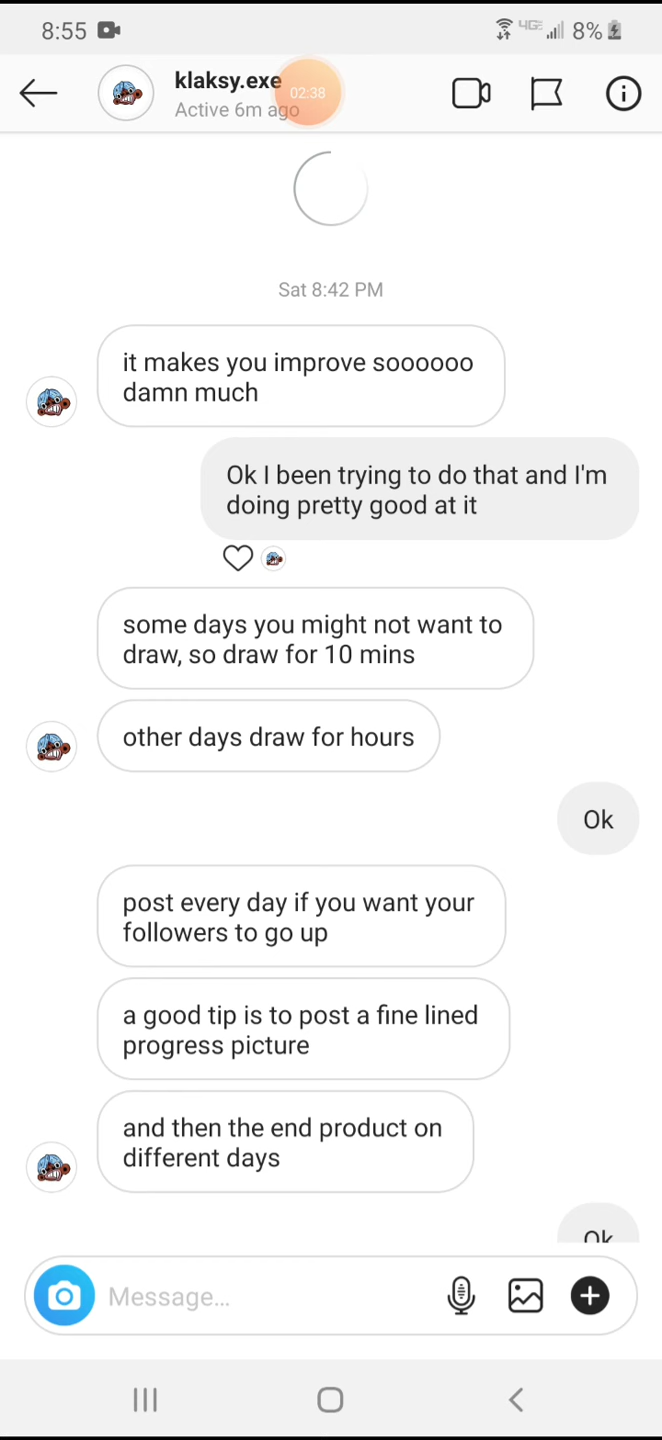 8:55 4GE 8%
klaksy.exe
02:38
Active 6m ago
Sat 8:42 PM
it makes you improve soooooo
damn much
Ok I been trying to do that and I'm
doing pretty good at it
some days you might not want to
draw, so draw for 10 mins
other days draw for hours
Ok
post every day if you want your
followers to go up
a good tip is to post a fine lined
progress picture
and then the end product on
different days
Ok
Message...